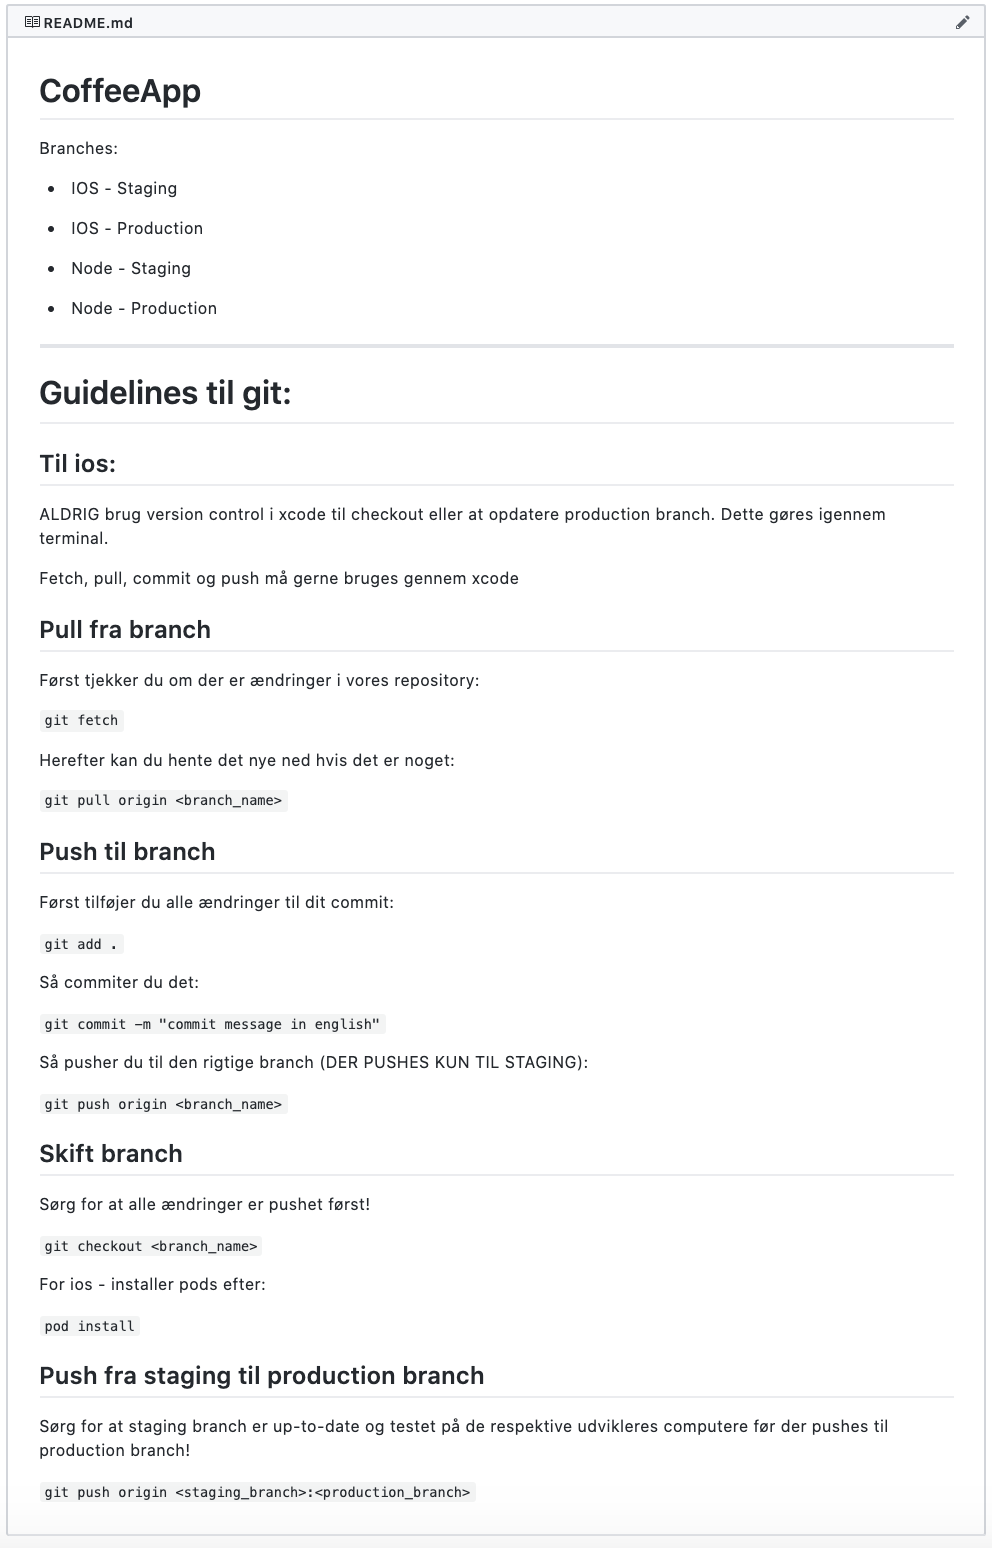 README.md
CoffeeApp
Branches:
IOS - Staging
IOS - Production
Node - Staging
Node - Production
Guidelines til git:
Til ios:
ALDRIG brug version control i xcode til checkout eller at opdatere production branch. Dette gøres igennem
terminal.
Fetch, pull, commit og push må gerne bruges gennem xcode
Pull fra branch
Først tjekker du om der er ændringer i vores repository:
git fetch
Herefter kan du hente det nye ned hvis det er noget:
git pull origin <branch_name>
Push til branch
Først tilføjer du alle ændringer til dit commit:
git add .
Så commiter du det:
git commit -m "commit message in english"
Så pusher du til den rigtige branch (DER PUSHES KUN TIL STAGING):
git push origin <branch_name>
Skift branch
Sørg for at alle ændringer er pushet først!
git checkout <branch_name>
For ios - installer pods efter:
pod install
Push fra staging til production branch
Sørg for at staging branch er up-to-date og testet på de respektive udvikleres computere før der pushes til
production branch!
git push origin <staging_branch>:<production_branch>